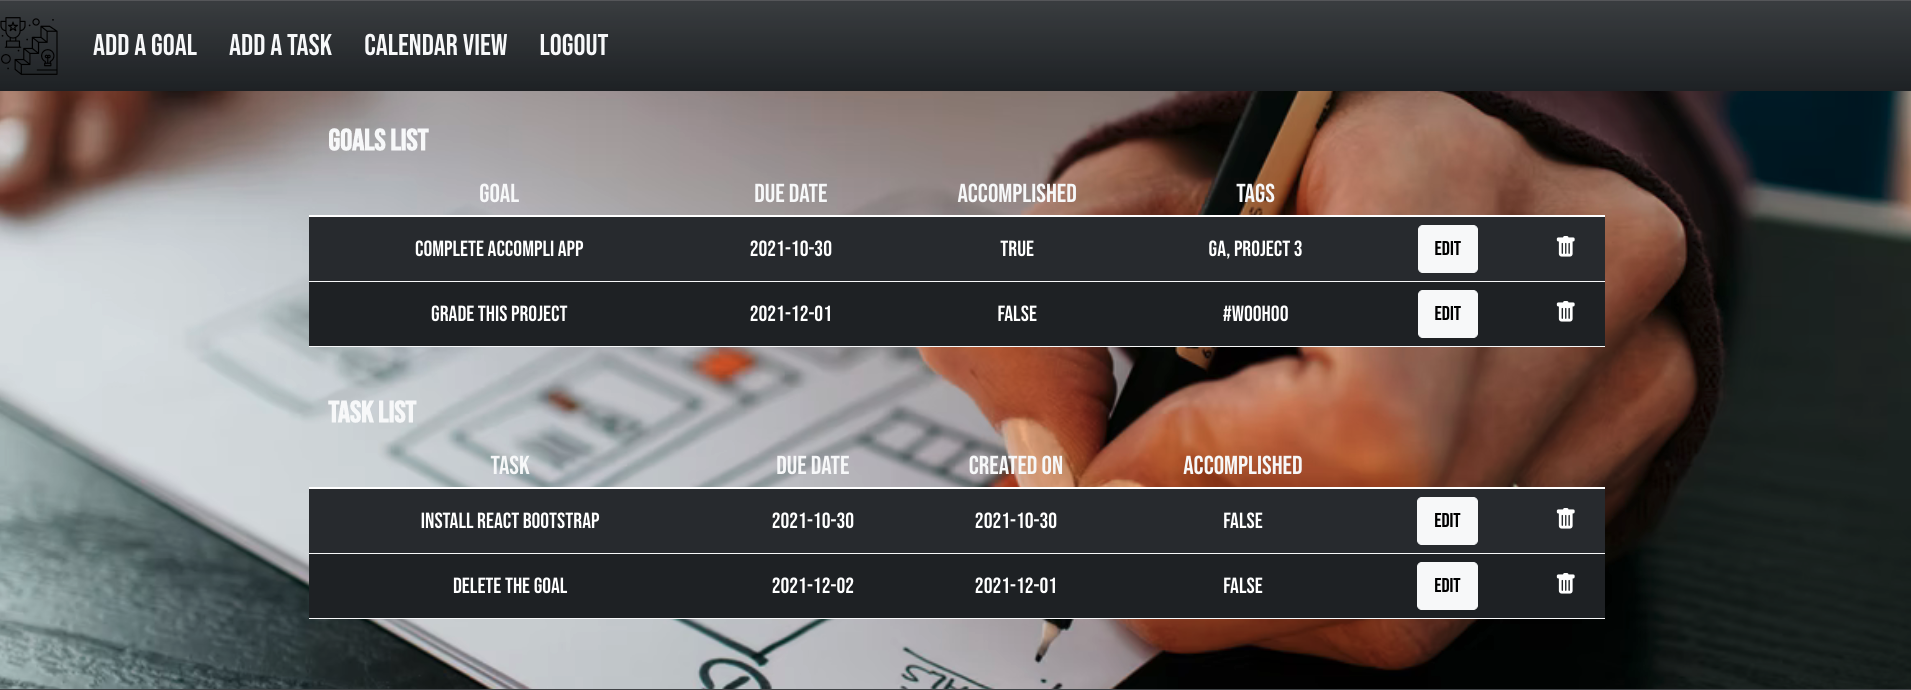 ADD A GOAL ADD A TASK CALENDAR VIEW LOGOUT
GOALS LIST
GOAL DUE DATE ACCOMPLISHED TAGS
COMPLETE ACCOMPLI APP 2021-10-30 TRUE GA, PROJECT 3 EDIT
GRADE THIS PROJECT 2021-12-01 FALSE #WOOHOO EDIT
TASK LIST
TASK DUE DATE CREATED ON ACCOMPLISHED
INSTALL REACT BOOTSTRAP 2021-10-30 2021-10-30 FALSE EDIT
DELETE THE GOAL 2021-12-02 2021-12-01 FALSE EDIT